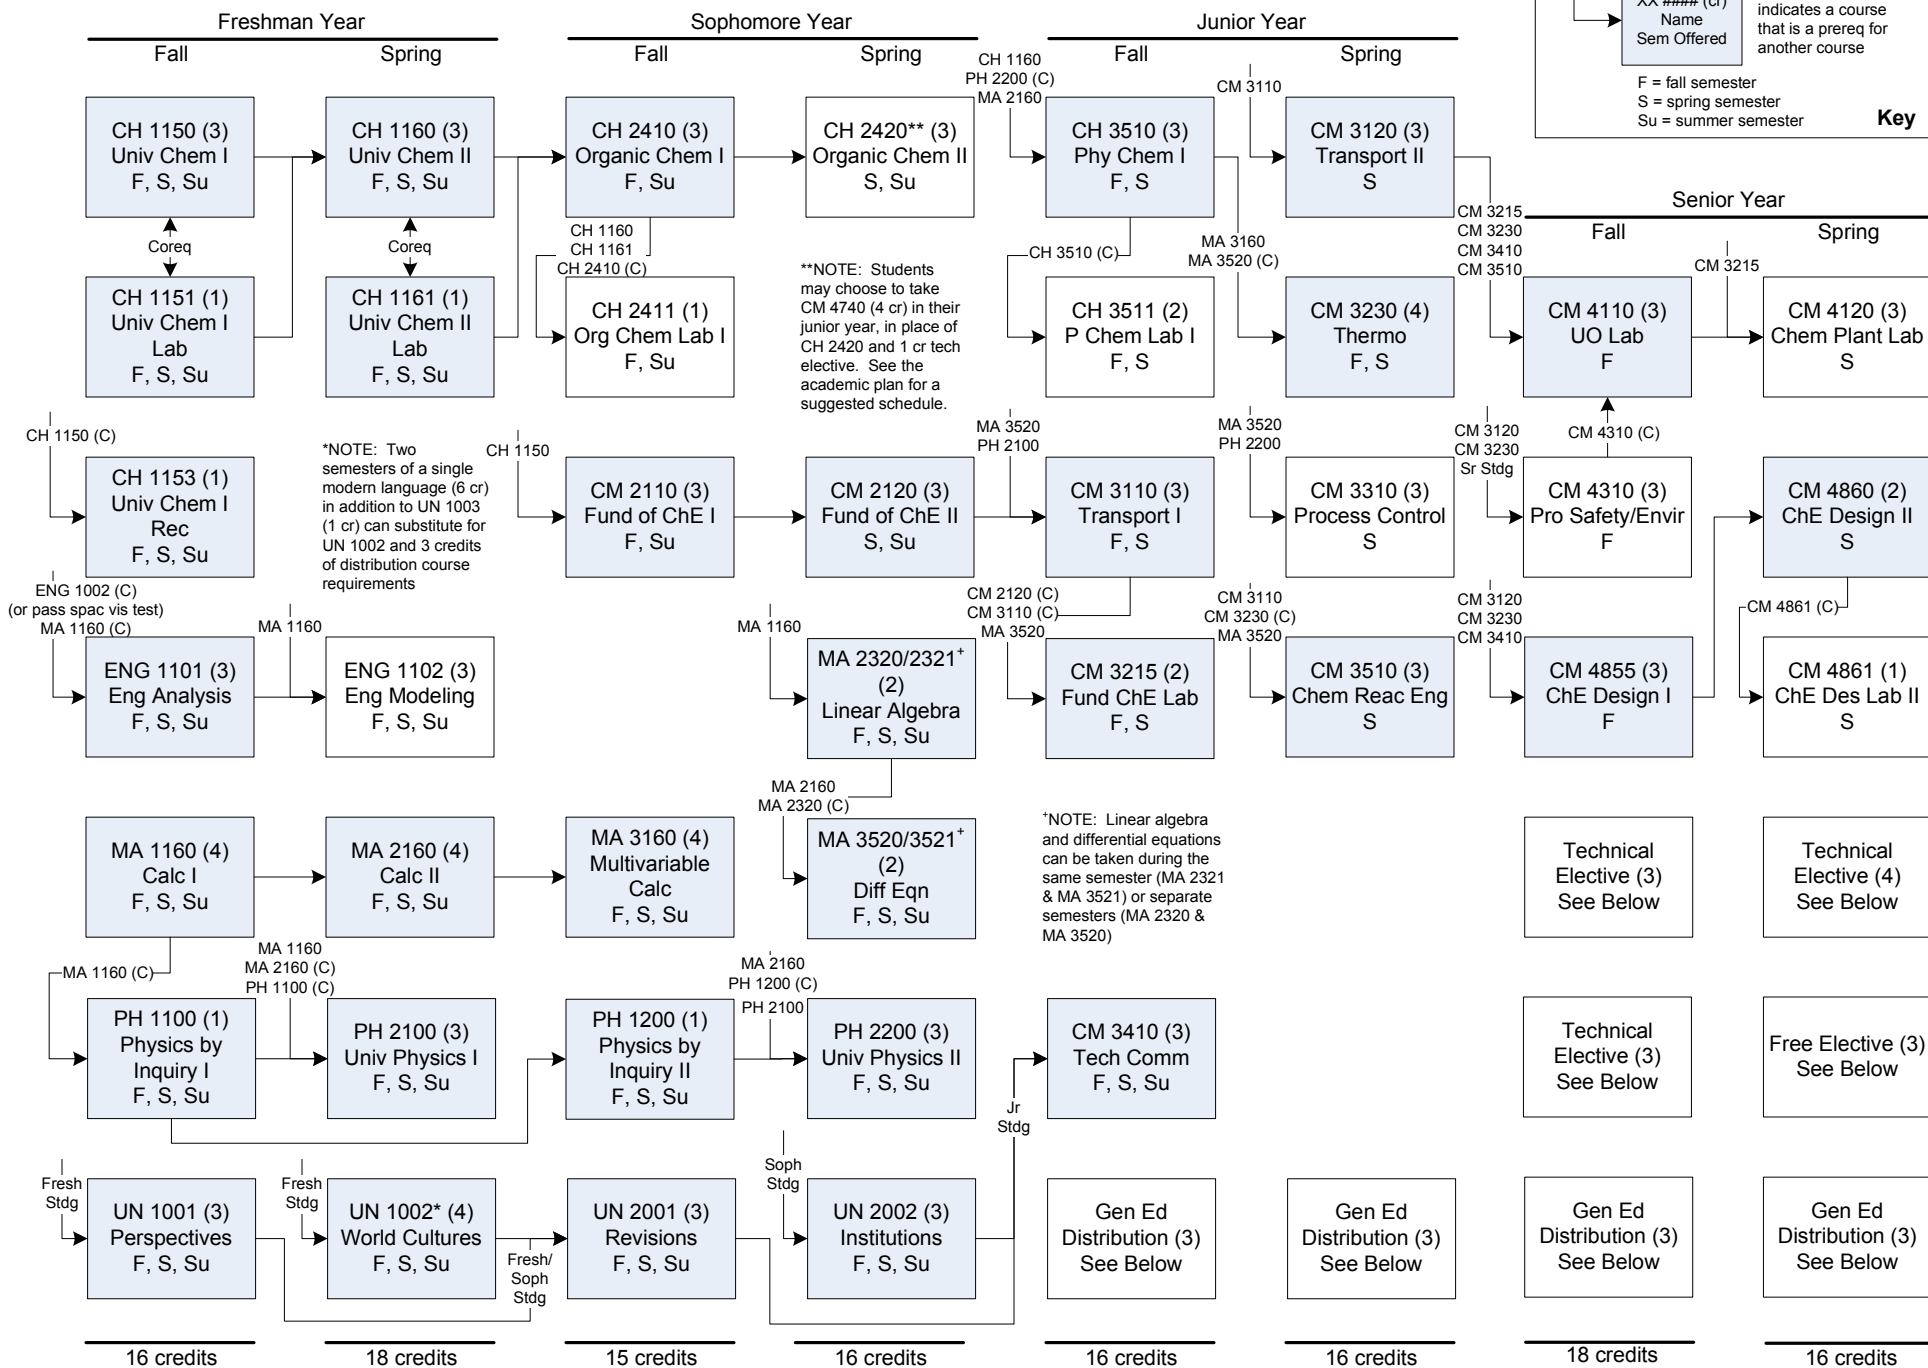 Freshman Year
Fall
Spring
Sophomore Year
Fall
Spring
Junior Year
Fall
Spring
Senior Year
Fall
Spring
XX #### (cr)
Name
Sem Offered
indicates a course
that is a prereq for
another course
F = fall semester
S = spring semester
Su = summer semester
Key
CH 1150 (3)
Univ Chem I
F, S, Su
CH 1160 (3)
Univ Chem II
F, S, Su
CH 2410 (3)
Organic Chem I
F, Su
CH 2420** (3)
Organic Chem II
S, Su
CH 1160
PH 2200 (C)
MA 2160
CH 3510 (3)
Phy Chem I
F, S
CM 3110
CM 3120 (3)
Transport II
S
Coreq
Coreq
CH 1160
CH 1161
CH 2410 (C)
CH 3510 (C)
MA 3160
MA 3520 (C)
CM 3215
CM 3230
CM 3410
CM 3510
CM 3215
CH 1151 (1)
Univ Chem I
Lab
F, S, Su
CH 1161 (1)
Univ Chem II
Lab
F, S, Su
CH 2411 (1)
Org Chem Lab I
F, Su
**NOTE: Students
may choose to take
CM 4740 (4 cr) in their
junior year, in place of
CH 2420 and 1 cr tech
elective. See the
academic plan for a
suggested schedule.
CH 3511 (2)
P Chem Lab I
F, S
CM 3230 (4)
Thermo
F, S
CM 4110 (3)
UO Lab
F
CM 4120 (3)
Chem Plant Lab
S
CH 1150 (C)
CH 1153 (1)
Univ Chem I
Rec
F, S, Su
*NOTE: Two
semesters of a single
modern language (6 cr)
in addition to UN 1003
(1 cr) can substitute for
UN 1002 and 3 credits
of distribution course
requirements
CH 1150
CM 2110 (3)
Fund of ChE I
F, Su
CM 2120 (3)
Fund of ChE II
S, Su
MA 3520
PH 2100
CM 3110 (3)
Transport I
F, S
MA 3520
PH 2200
CM 3310 (3)
Process Control
S
CM 3120
CM 3230
Sr Stdg
CM 4310 (C)
CM 4310 (3)
Pro Safety/Envir
F
CM 4860 (2)
ChE Design II
S
ENG 1002 (C)
(or pass spac vis test)
MA 1160 (C)
ENG 1101 (3)
Eng Analysis
F, S, Su
MA 1160
ENG 1102 (3)
Eng Modeling
F, S, Su
MA 1160
MA 2320/2321+
(2)
Linear Algebra
F, S, Su
CM 2120 (C)
CM 3110 (C)
MA 3520
CM 3215 (2)
Fund ChE Lab
F, S
CM 3110
CM 3230 (C)
MA 3520
CM 3510 (3)
Chem Reac Eng
S
CM 3120
CM 3230
CM 3410
CM 4855 (3)
ChE Design I
F
CM 4861 (C)
CM 4861 (1)
ChE Des Lab II
S
MA 1160 (4)
Calc I
F, S, Su
MA 2160 (4)
Calc II
F, S, Su
MA 3160 (4)
Multivariable
Calc
F, S, Su
MA 2160
MA 2320 (C)
MA 3520/3521+
(2)
Diff Eqn
F, S, Su
+NOTE: Linear algebra
and differential equations
can be taken during the
same semester (MA 2321
& MA 3521) or separate
semesters (MA 2320 &
MA 3520)
Technical
Elective (3)
See Below
Technical
Elective (4)
See Below
MA 1160 (C)
PH 1100 (1)
Physics by
Inquiry I
F, S, Su
MA 1160
MA 2160 (C)
PH 1100 (C)
PH 2100 (3)
Univ Physics I
F, S, Su
PH 1200 (1)
Physics by
Inquiry II
F, S, Su
MA 2160
PH 1200 (C)
PH 2100
PH 2200 (3)
Univ Physics II
F, S, Su
CM 3410 (3)
Tech Comm
F, S, Su
Technical
Elective (3)
See Below
Free Elective (3)
See Below
Fresh
Stdg
UN 1001 (3)
Perspectives
F, S, Su
Fresh
Stdg
UN 1002* (4)
World Cultures
F, S, Su
Fresh/
Soph
Stdg
UN 2001 (3)
Revisions
F, S, Su
Soph
Stdg
UN 2002 (3)
Institutions
F, S, Su
Jr
Stdg
Gen Ed
Distribution (3)
See Below
Gen Ed
Distribution (3)
See Below
Gen Ed
Distribution (3)
See Below
Gen Ed
Distribution (3)
See Below
16 credits
18 credits
15 credits
16 credits
16 credits
16 credits
18 credits
16 credits